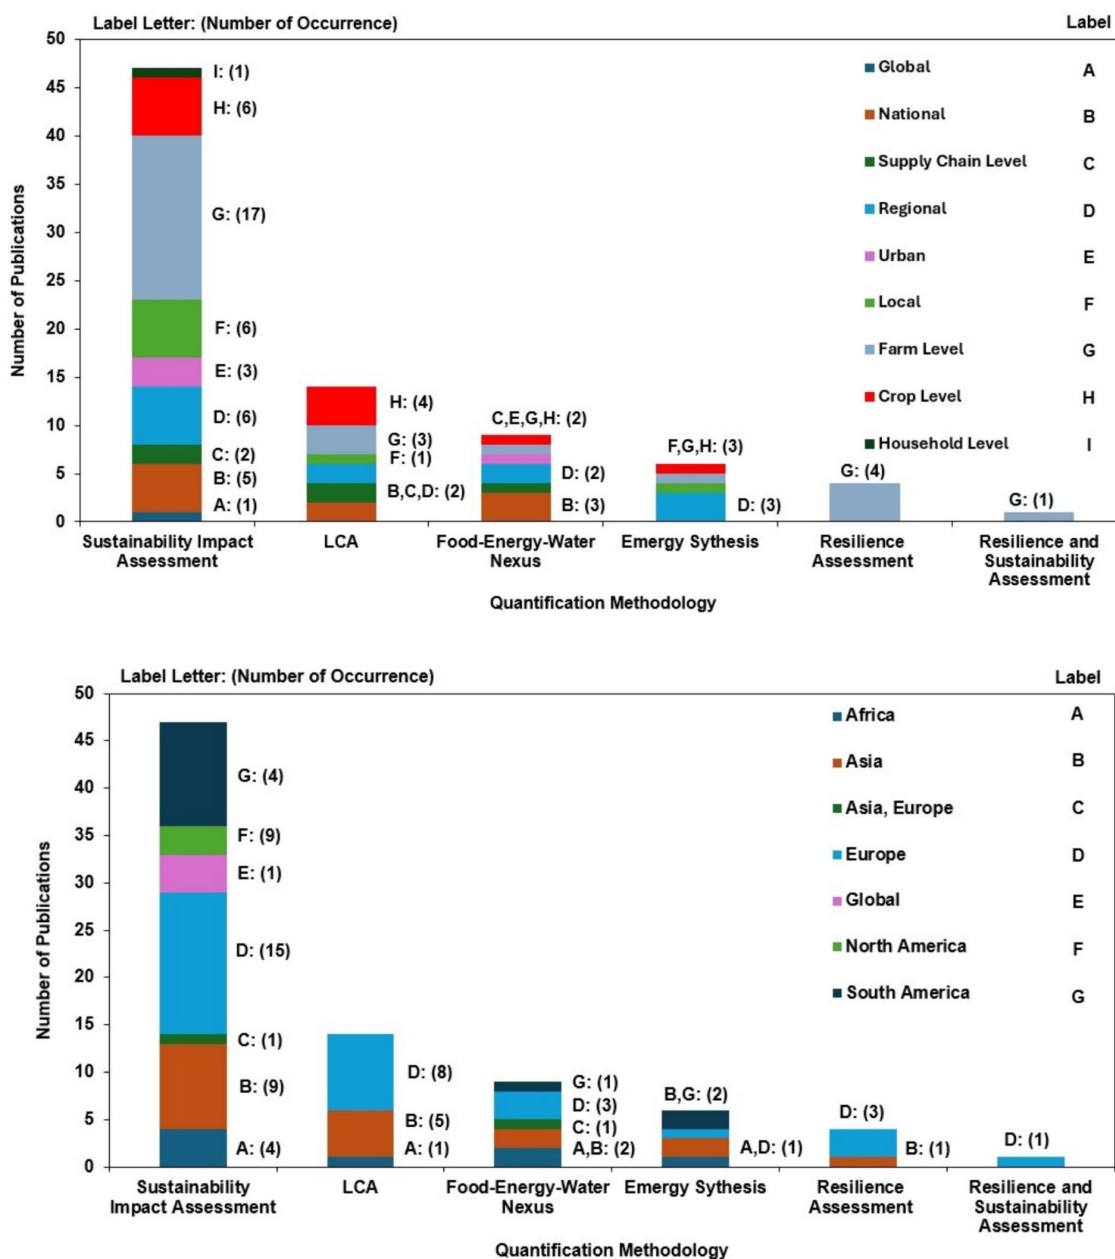 Label Letter: (Number of Occurrence)
Label
50
45
40
35
30
25
20
15
10
5
0
Number of Publications
I: (1)
H: (6)
G: (17)
F: (6)
E: (3)
D: (6)
C: (2)
B: (5)
A: (1)
H: (4)
G: (3)
F: (1)
B,C,D: (2)
C,E,G,H: (2)
D: (2)
B: (3)
F,G,H: (3)
D: (3)
G: (4)
G: (1)
Global A
National B
Supply Chain Level C
Regional D
Urban E
Local F
Farm Level G
Crop Level H
Household Level I
Sustainability Impact
Assessment
LCA
Food-Energy-Water
Nexus
Emergy Sythesis
Resilience
Assessment
Resilience and
Sustainability
Assessment
Quantification Methodology
Label Letter: (Number of Occurrence)
Label
50
45
40
35
30
25
20
15
10
5
0
Number of Publications
G: (4)
F: (9)
E: (1)
D: (15)
C: (1)
B: (9)
A: (4)
D: (8)
B: (5)
A: (1)
G: (1)
D: (3)
C: (1)
A,B: (2)
B,G: (2)
A,D: (1)
D: (3)
B: (1)
D: (1)
Africa A
Asia B
Asia, Europe C
Europe D
Global E
North America F
South America G
Sustainability
Impact Assessment
LCA
Food-Energy-Water
Nexus
Emergy Sythesis
Resilience
Assessment
Resilience and
Sustainability
Assessment
Quantification Methodology